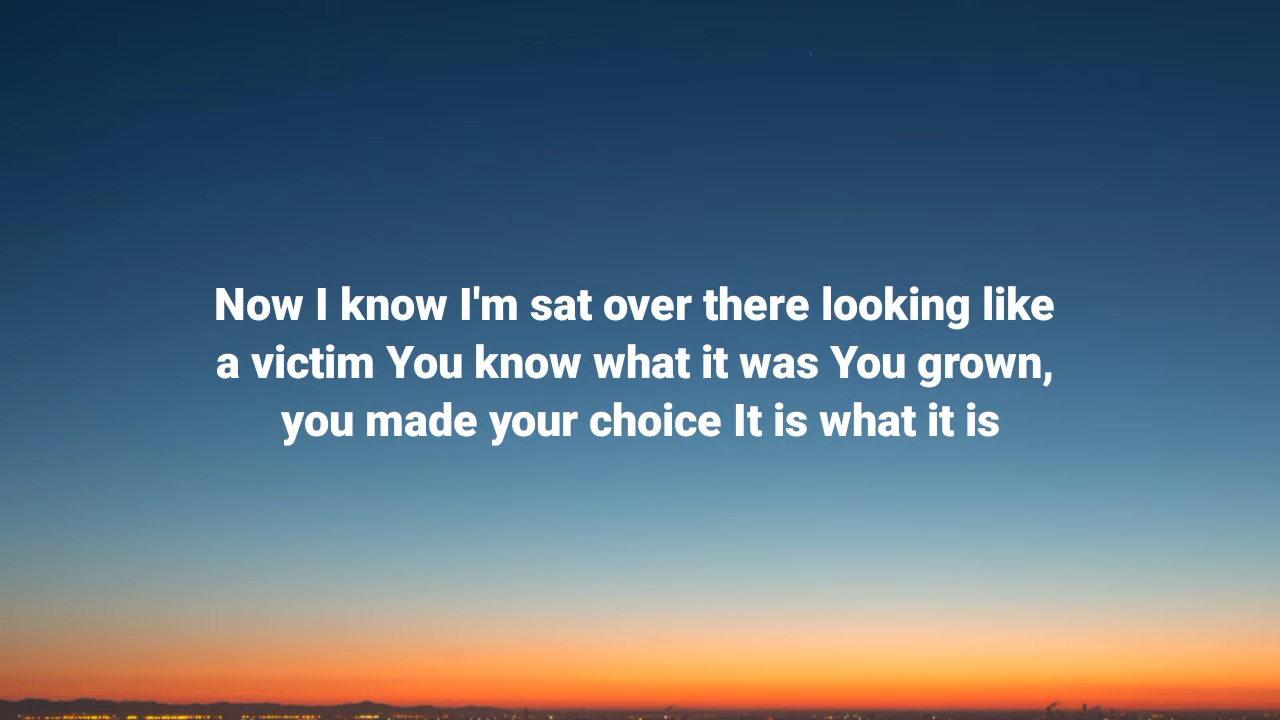 Now I know I'm sat over there looking like
a victim You know what it was You grown,
you made your choice It is what it is